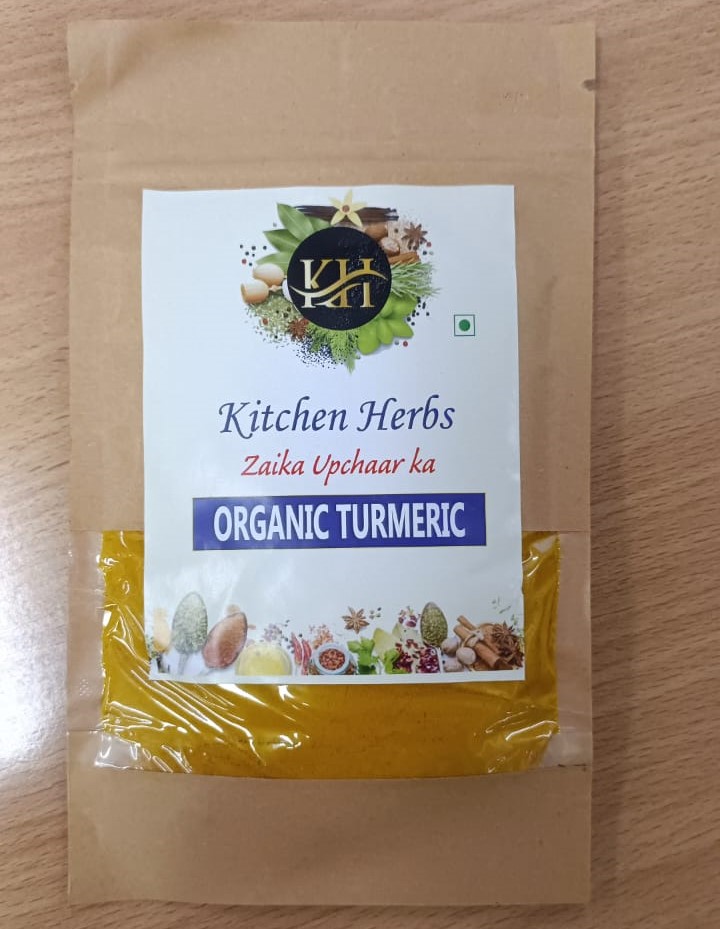 KH
Kitchen Herbs
Zaika Upchaar ka
ORGANIC TURMERIC